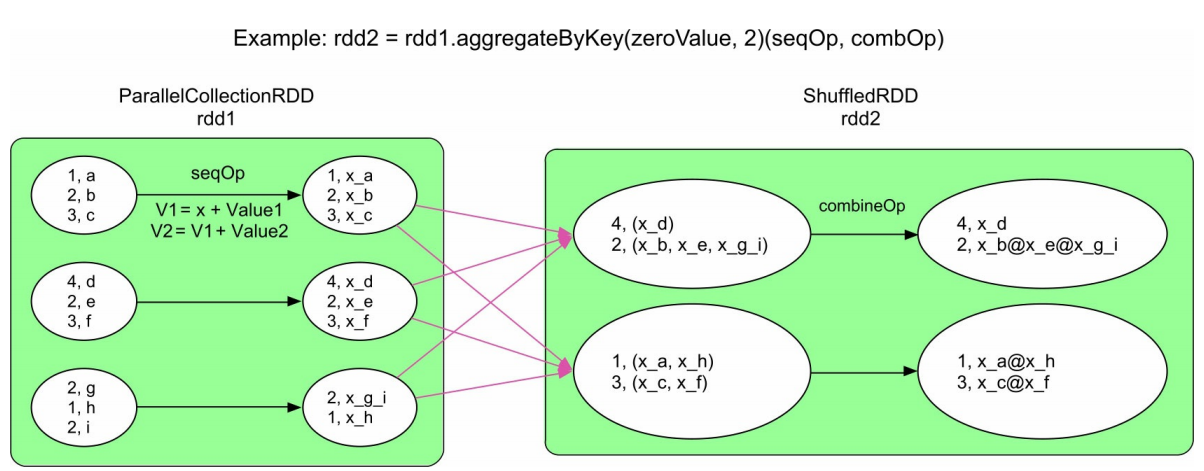 Example: rdd2 = rdd1.aggregateByKey(zeroValue, 2)(seqOp, combOp)
ParallelCollectionRDD
rdd1
ShuffledRDD
rdd2
1, a
2, b
3, c
seqOp
V1= x + Value1
V2= V1+ Value2
1, x_a
2, x_b
3, x_c
4, d
2, e
3, f
4, x_d
2, x_e
3, x_f
2, g
1, h
2, i
2, x_g_i
1, x_h
4, (x_d)
2, (x_b, x_e, x_g_i)
combineOp
4, x_d
2, x_b@x_e@x_g_i
1, (x_a, x_h)
3, (x_c, x_f)
1, x_a@x_h
3, x_c@x_f